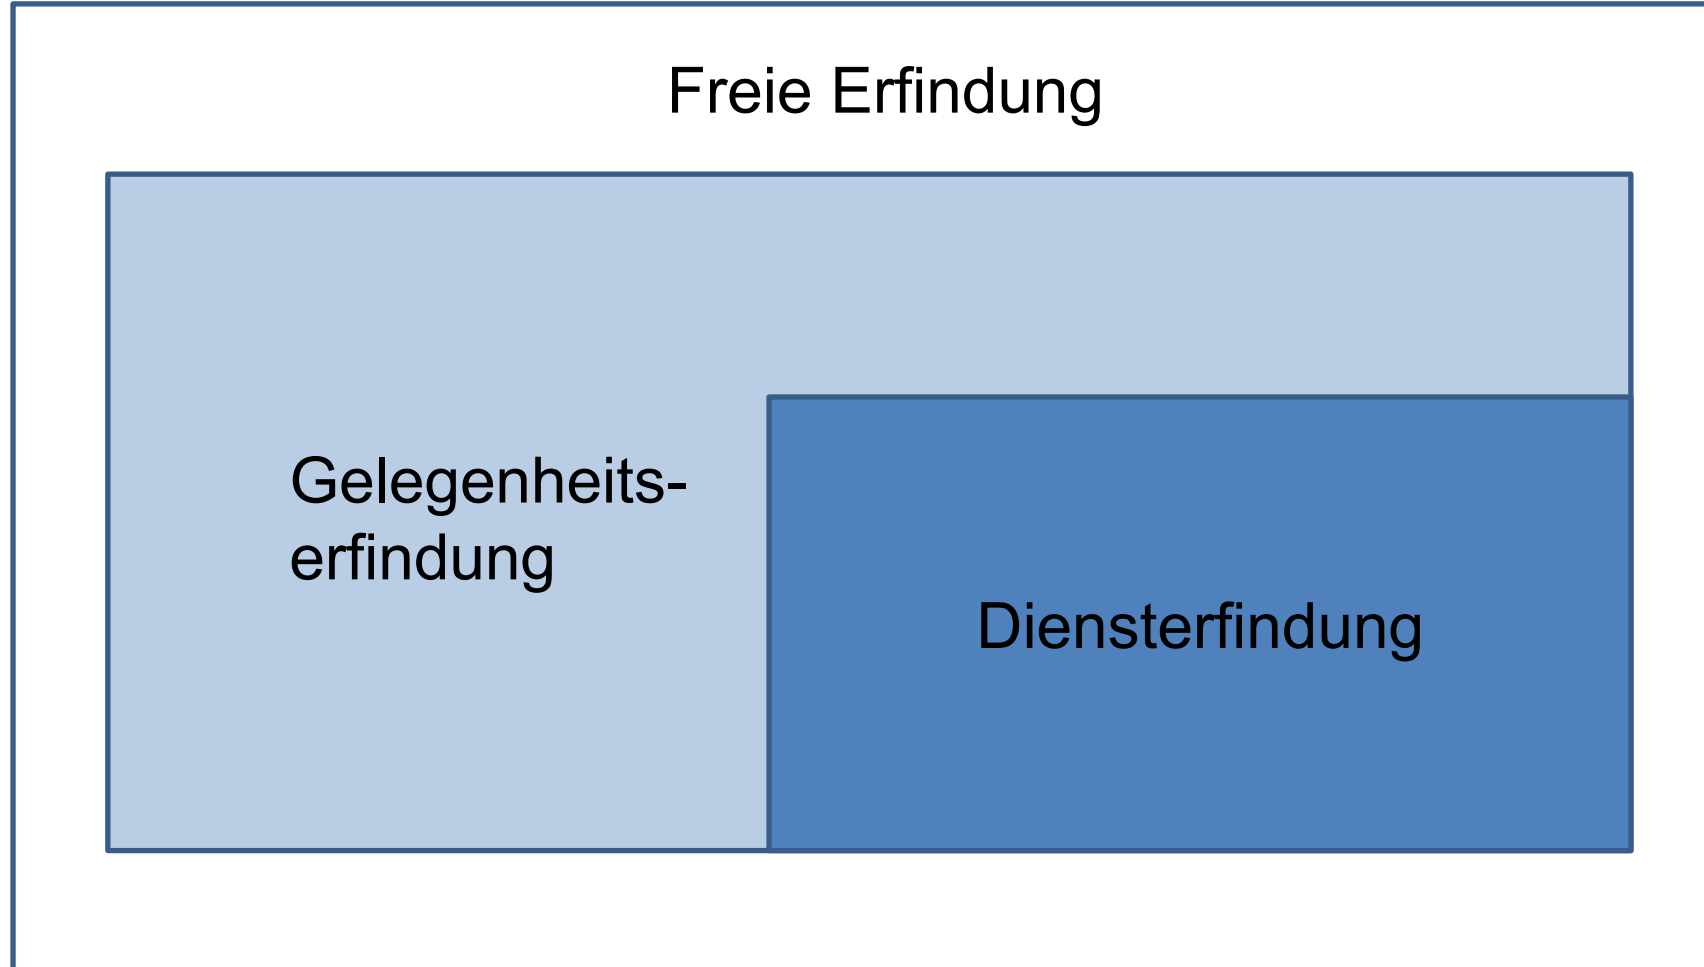 Freie Erfindung
Gelegenheits-
erfindung
Diensterfindung